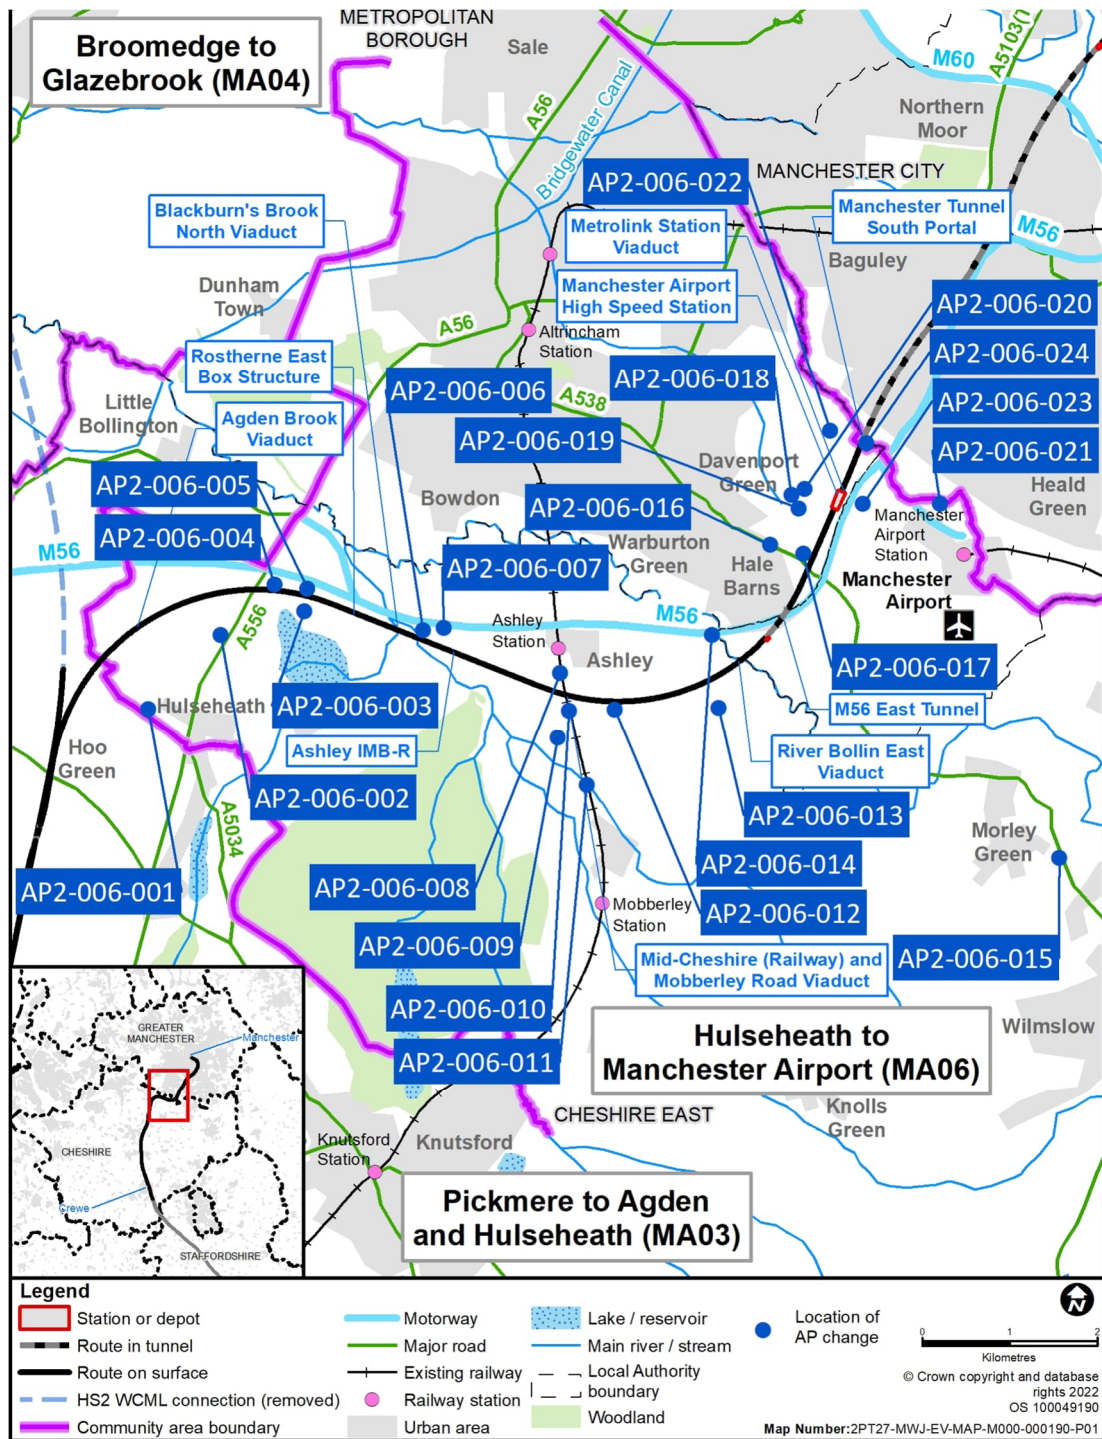 METROPOLITAN
BOROUGH
Broomedge to
Glazebrook (MA04)
Sale
M60
A5103(T
A56
Bridgewater Canal
Northern
Moor
AP2-006-022
MANCHESTER CITY
Blackburn's Brook
North Viaduct
Metrolink Station
Viaduct
Manchester Tunnel
South Portal
M56
Baguley
Dunham
Town
Manchester Airport
High Speed Station
AP2-006-020
A56
Altrincham
Station
AP2-006-024
Rostherne East
Box Structure
AP2-006-006
AP2-006-018
A538
AP2-006-023
Little
Bollington
Agden Brook
Viaduct
AP2-006-019
AP2-006-021
Davenport
Green
AP2-006-005
Bowdon
AP2-006-016
Heald
Green
Manchester
Airport
Station
AP2-006-004
M56
AP2-006-007
Warburton
Green
Hale
Barns
Manchester
Airport
A556
Ashley
Station
M56
Ashley
AP2-006-017
Hulseheath
AP2-006-003
M56 East Tunnel
Hoo
Green
Ashley IMB-R
River Bollin East
Viaduct
AP2-006-002
AP2-006-013
A5034
Morley
Green
AP2-006-001
AP2-006-008
AP2-006-014
Mobberley
Station
AP2-006-012
AP2-006-009
Mid-Cheshire (Railway) and
Mobberley Road Viaduct
AP2-006-015
AP2-006-010
Wilmslow
AP2-006-011
Hulseheath to
Manchester Airport (MA06)
GREATER
MANCHESTER
Manchester
CHESHIRE
Crewe
STAFFORDSHIRE
CHESHIRE EAST
Knolls
Green
Knutsford
Station
Knutsford
Pickmere to Agden
and Hulseheath (MA03)
Legend
Station or depot
Route in tunnel
Route on surface
HS2 WCML connection (removed)
Community area boundary
Motorway
Major road
Existing railway
Railway station
Urban area
Lake / reservoir
Main river / stream
Local Authority
boundary
Woodland
Location of
AP change
N
0 1 2
Kilometres
© Crown copyright and database
rights 2022
OS 100049190
Map Number:2PT27-MWJ-EV-MAP-M000-000190-P01